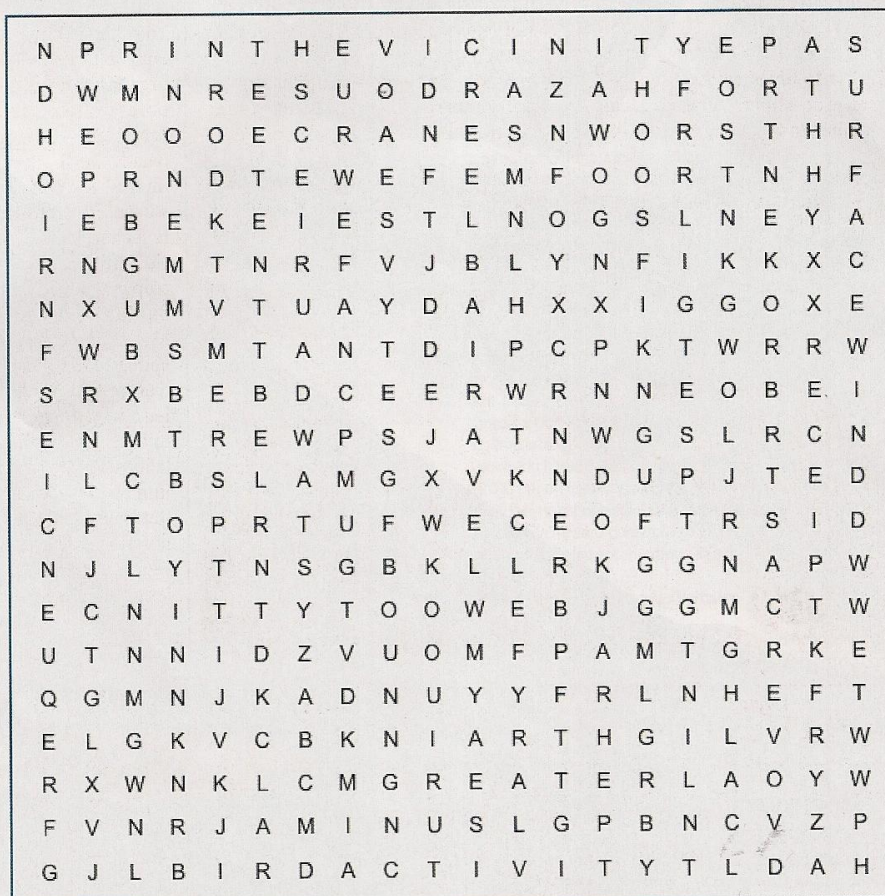 N P R I N T H E V I C I N I T Y E P A S
D W M N R E S U O D R A Z A H F O R T U
H E O O O E C R A N E S N W O R S T H R
O P R N D T E W E F E M F O O R T N H F
I E B E K E I E S T L N O G S L N E Y A
R N G M T N R F V J B L Y N F I K K X C
N X U M V T U A Y D A H X X I G G O X E
F W B S M T A N T D I P C P K T W R R W
S R X B E B D C E E R W R N N E O B E I
E N M T R E W P S J A T N W G S L R C N
I L C B S L A M G X V K N D U P J T E D
C F T O P R T U F W E C E O F T R S I D
N J L Y T N S G B K L L R K G G N A P W
E C N I T T Y T O O W E B J G G M C T W
U T N N I D Z V U O M F P A M T G R K E
Q G M N J K A D N U Y Y F R L N H E F T
E L G K V C B K N I A R T H G I L V R W
R X W N K L C M G R E A T E R L A O Y W
F V N R J A M I N U S L G P B N C V Z P
G J L B I R D A C T I V I T Y T L D A H